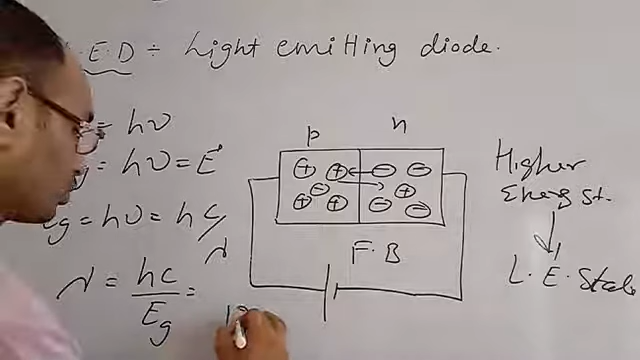 .E.D ÷ Light emitting diode.
= hν
= hν = E
Eg = hν = hc/λ
λ = hc/Eg =
p n
+ + − −
− +
+ + − −
F.B
Higher
Energy st.
↓
L.E. State